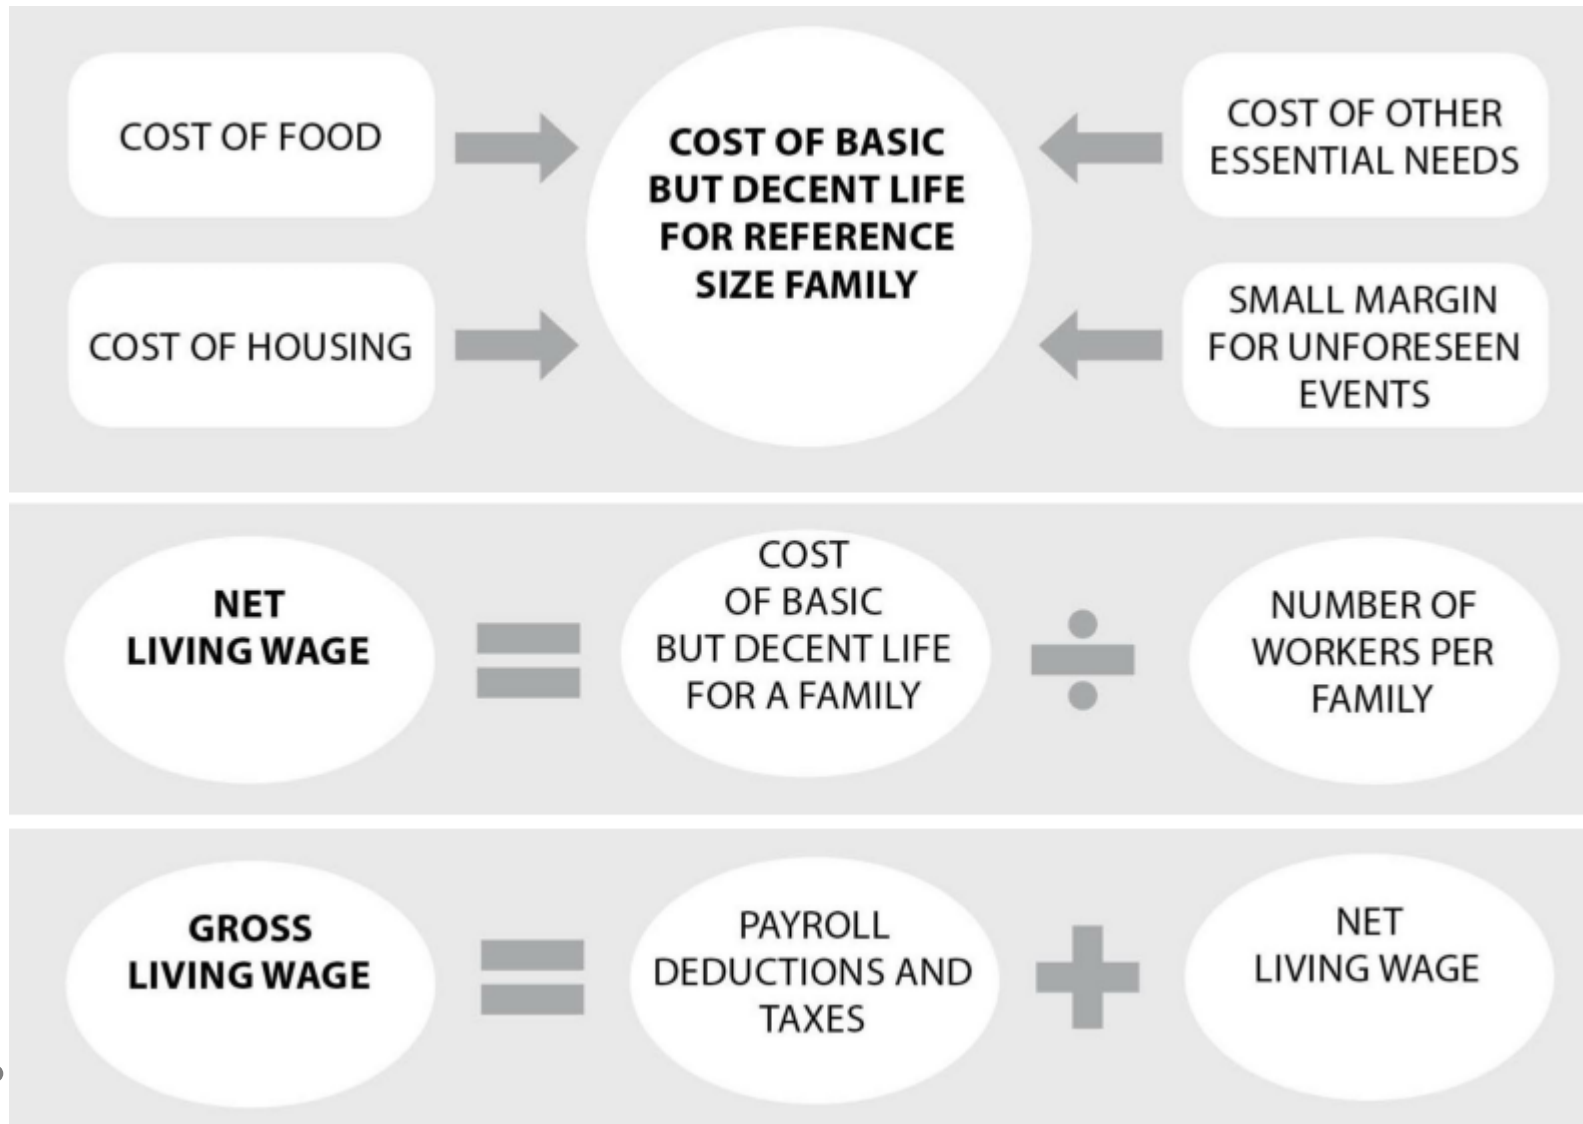 COST OF FOOD
COST OF HOUSING
COST OF BASIC
BUT DECENT LIFE
FOR REFERENCE
SIZE FAMILY
COST OF OTHER
ESSENTIAL NEEDS
SMALL MARGIN
FOR UNFORESEEN
EVENTS
NET
LIVING WAGE
COST
OF BASIC
BUT DECENT LIFE
FOR A FAMILY
NUMBER OF
WORKERS PER
FAMILY
GROSS
LIVING WAGE
PAYROLL
DEDUCTIONS AND
TAXES
NET
LIVING WAGE